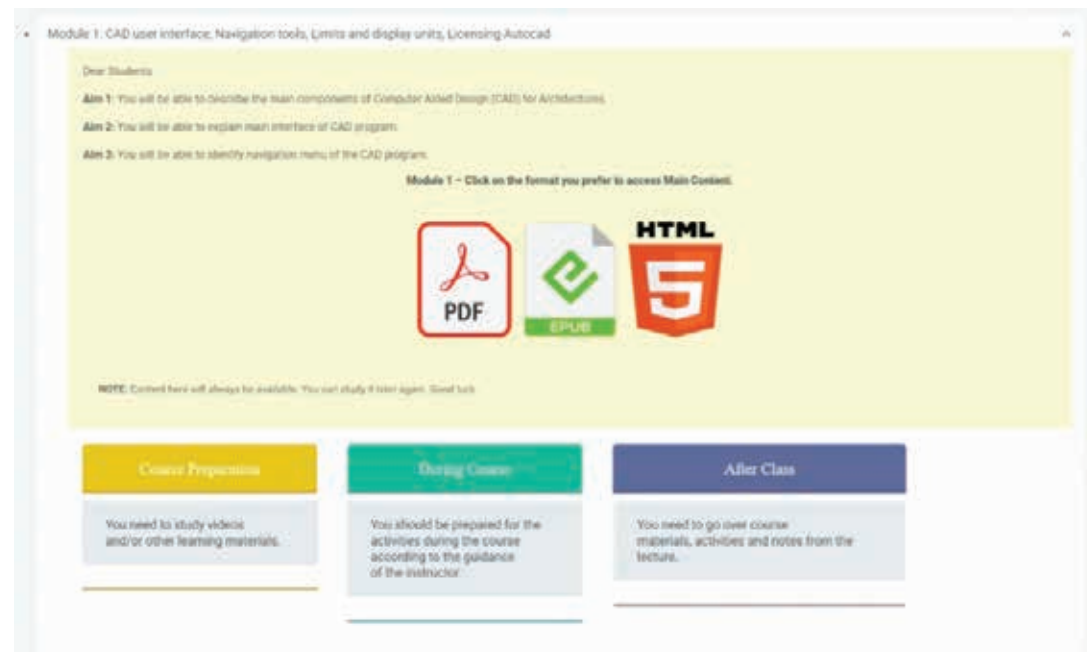 Module 1: CAD user interface, Navigation tools, Limits and display units, Licensing Autocad
Dear Students
Aim 1: You will be able to describe the main components of Computer Aided Design (CAD) for Architectures.
Aim 2: You will be able to explain main interface of CAD program.
Aim 3: You will be able to identify navigation menu of the CAD program.
Module 1 – Click on the format you prefer to access Main Content.
PDF
EPUB
HTML
5
NOTE: Content here will always be available. You can study it later again. Good luck
Course Preparation
You need to study videos
and/or other learning materials.
During Course
You should be prepared for the
activities during the course
according to the guidance
of the instructor
After Class
You need to go over course
materials, activities and notes from the
lecture.